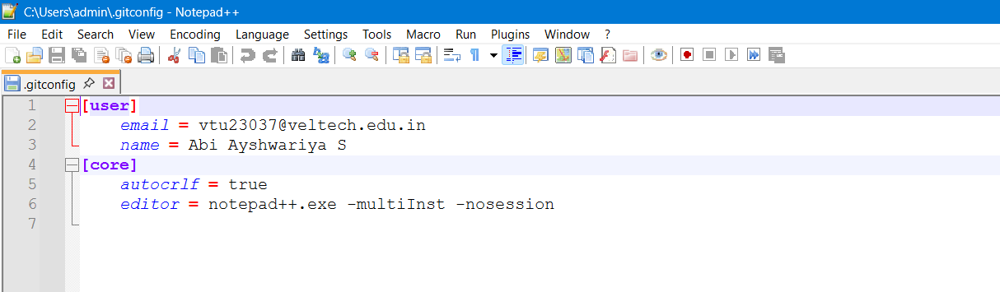 C:\Users\admin\.gitconfig - Notepad++
File Edit Search View Encoding Language Settings Tools Macro Run Plugins Window ?
.gitconfig
1 [user]
2 email = vtu23037@veltech.edu.in
3 name = Abi Ayshwariya S
4 [core]
5 autocrlf = true
6 editor = notepad++.exe -multiInst -nosession
7